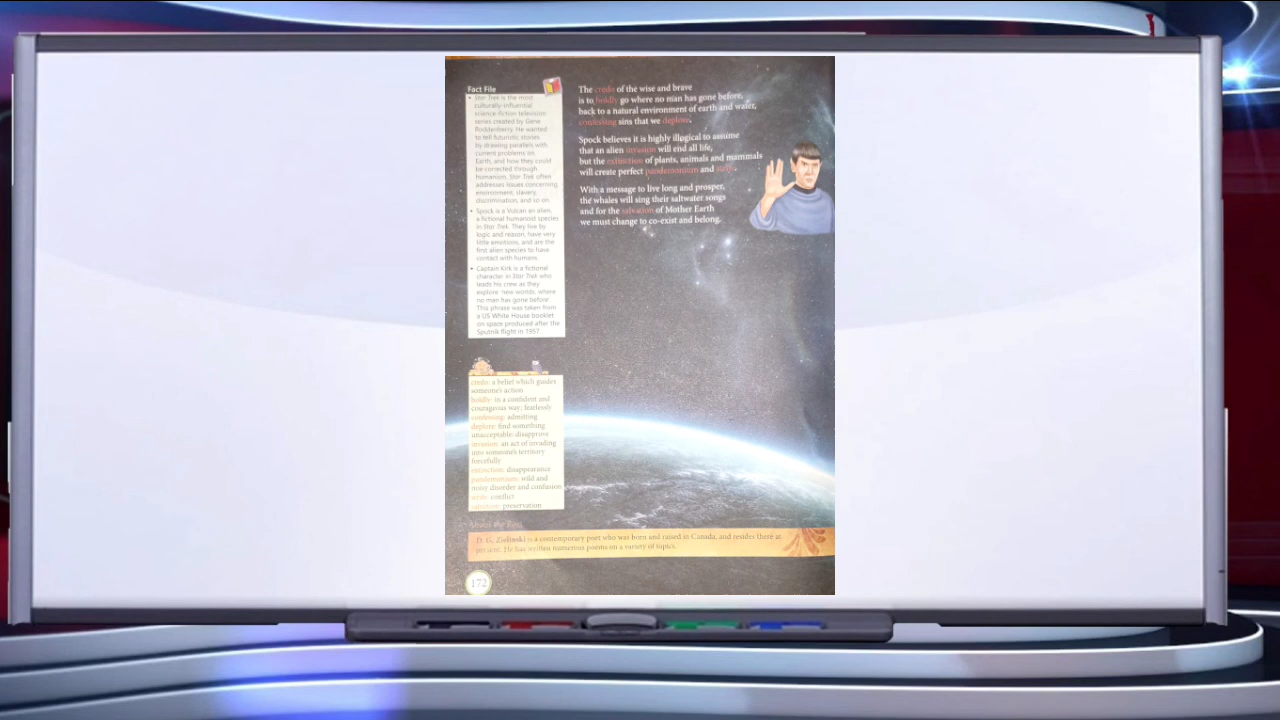 Fact File
• Star Trek is the most
culturally-influential
science fiction television
series created by Gene
Roddenberry. He wanted
to tell futuristic stories
by drawing parallels with
current problems on
Earth, and how they could
be corrected through
humanism. Star Trek often
addresses issues concerning
environment, slavery,
discrimination, and so on.
• Spock is a Vulcan an alien,
a fictional humanoid species
in Star Trek. They live by
logic and reason, have very
little emotions, and are the
first alien species to have
contact with humans.
• Captain Kirk is a fictional
character in Star Trek who
leads his crew as they
explore 'new worlds, where
no man has gone before'.
This phrase was taken from
a US White House booklet
on space produced after the
Sputnik flight in 1957.
The credo of the wise and brave
is to boldly go where no man has gone before,
back to a natural environment of earth and water,
confessing sins that we deplore.
Spock believes it is highly illogical to assume
that an alien invasion will end all life,
but the extinction of plants, animals and mammals
will create perfect pandemonium and strife.
With a message to live long and prosper,
the whales will sing their saltwater songs
and for the salvation of Mother Earth
we must change to co-exist and belong.
credo: a belief which guides
someone's action
boldly: in a confident and
courageous way; fearlessly
confessing: admitting
deplore: find something
unacceptable; disapprove
invasion: an act of invading
into someone's territory
forcefully
extinction: disappearance
pandemonium: wild and
noisy disorder and confusion
strife: conflict
salvation: preservation
About the Poet
D. G. Zielinski is a contemporary poet who was born and raised in Canada, and resides there at
present. He has written numerous poems on a variety of topics.
172